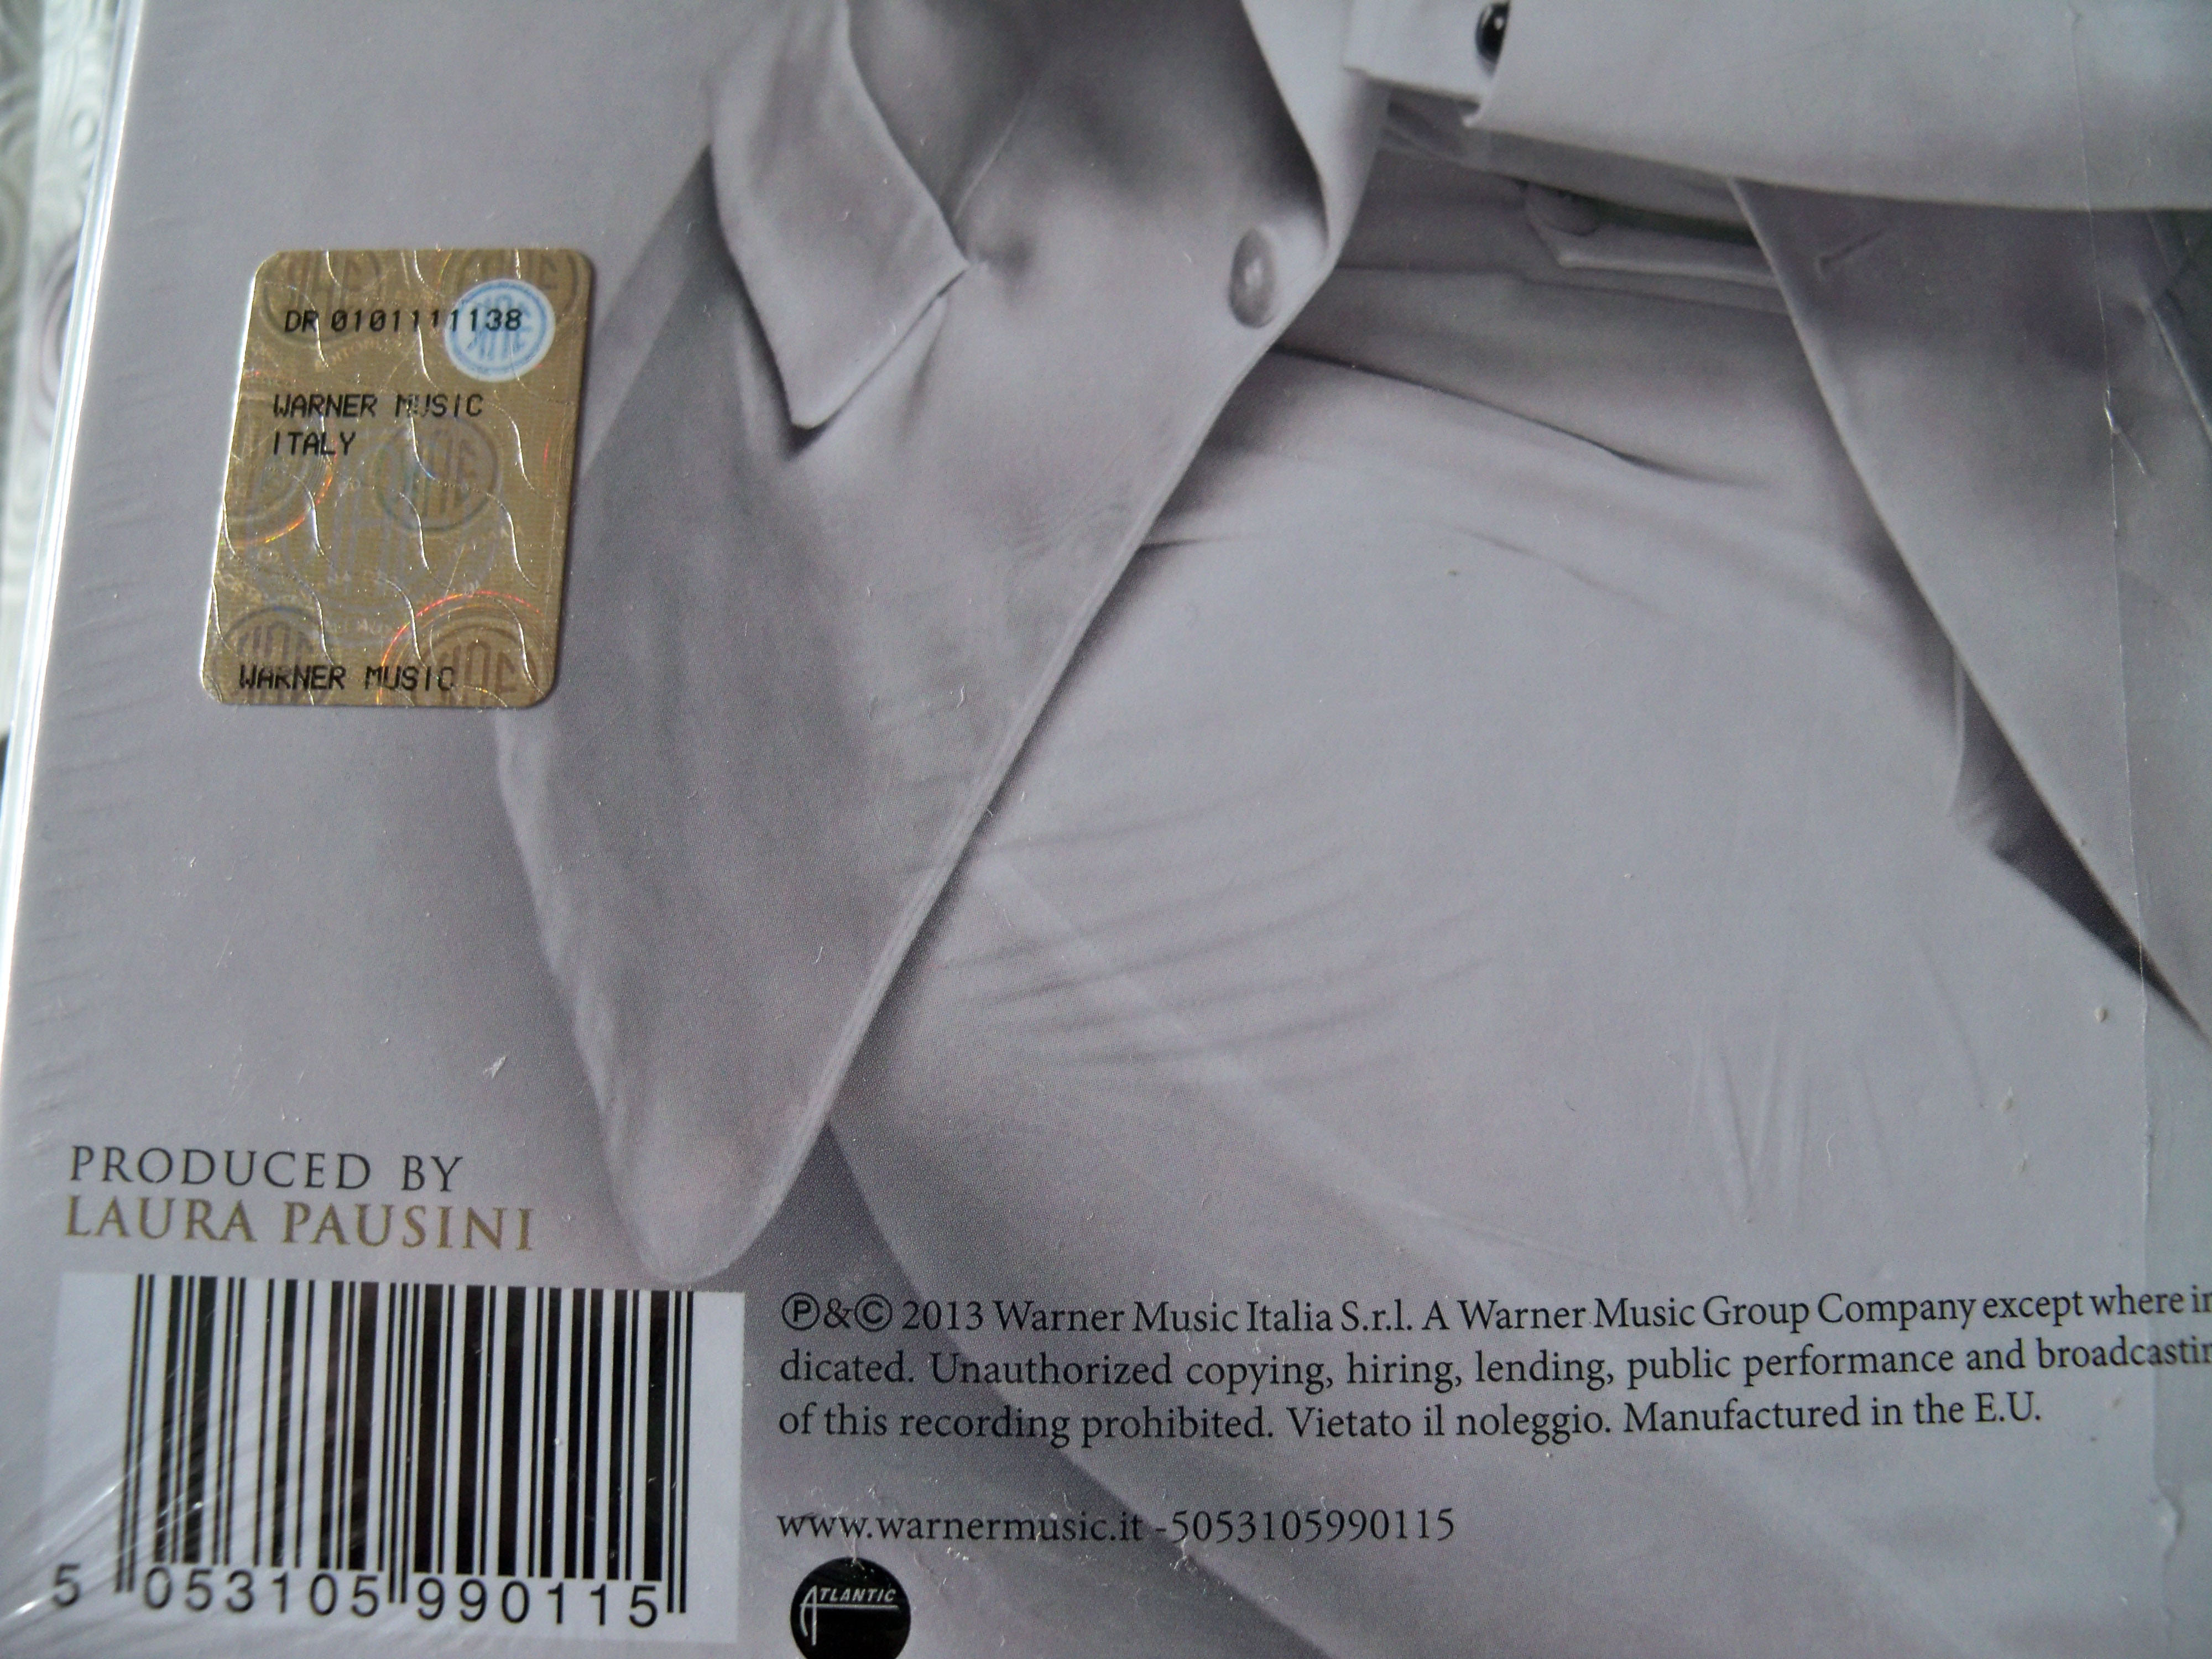 DR 0101111138
WARNER MUSIC
ITALY
WARNER MUSIC
PRODUCED BY
LAURA PAUSINI
5 053105 990115
Ⓟ&© 2013 Warner Music Italia S.r.l. A Warner Music Group Company except where in
dicated. Unauthorized copying, hiring, lending, public performance and broadcastin
of this recording prohibited. Vietato il noleggio. Manufactured in the E.U.
www.warnermusic.it -5053105990115
ATLANTIC